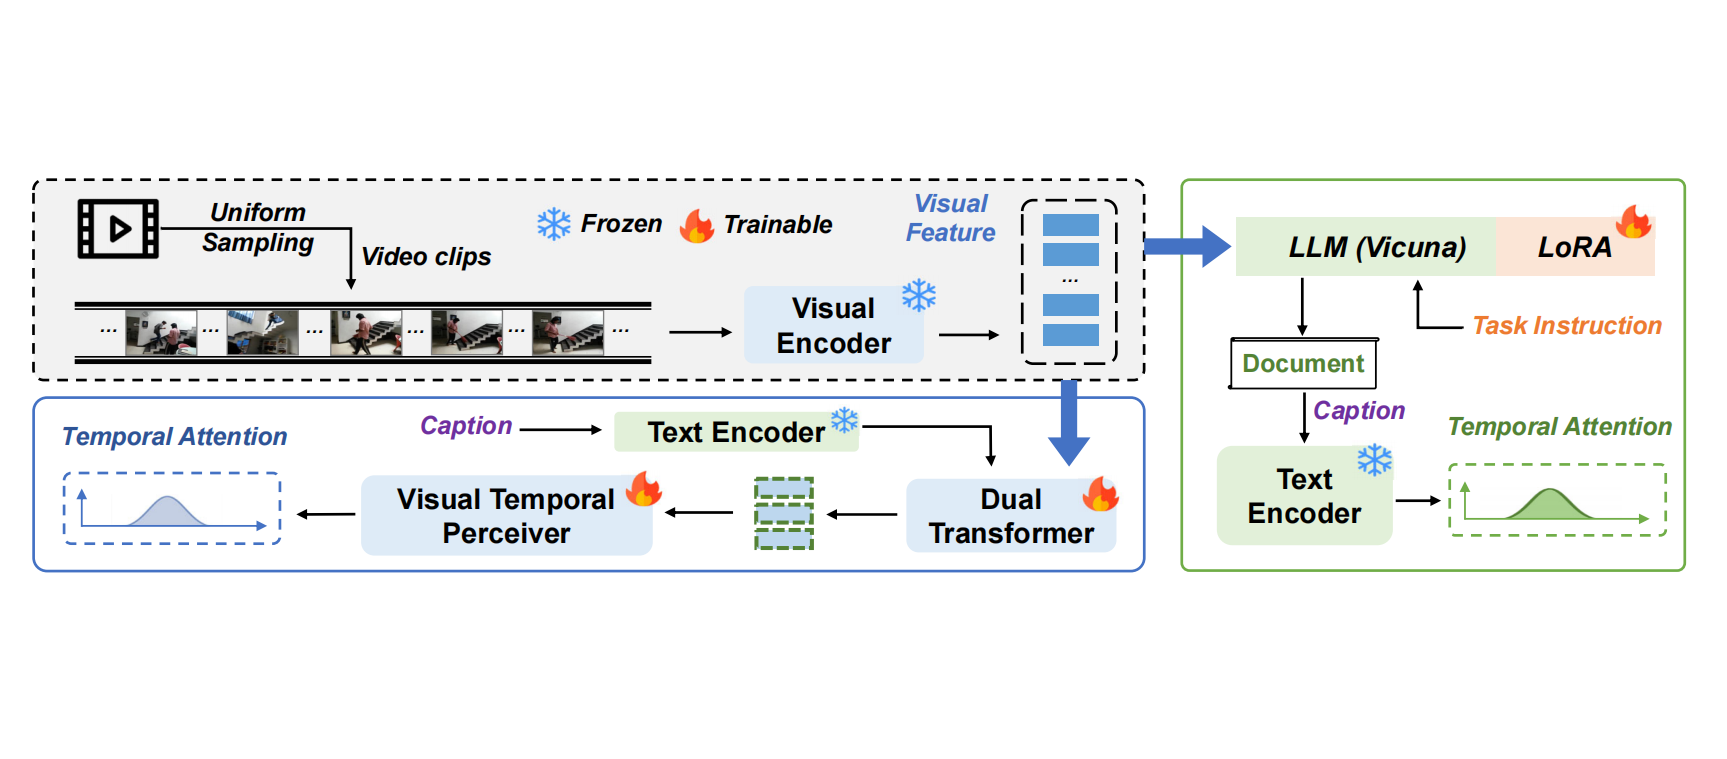 Uniform
Sampling
Video clips
Frozen
Trainable
Visual
Feature
... ... ... ... ... ...
Visual
Encoder
...
Temporal Attention
Caption
Text Encoder
Visual Temporal
Perceiver
Dual
Transformer
LLM (Vicuna)
LoRA
Task Instruction
Document
Caption
Text
Encoder
Temporal Attention